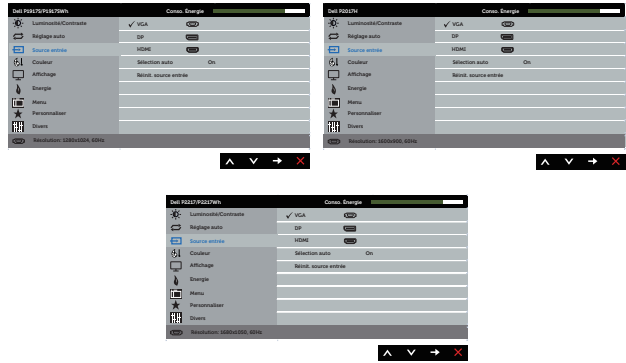 Dell P1917S/P1917SWh Conso. Énergie
Luminosité/Contraste VGA
Réglage auto DP
Source entrée HDMI
Couleur Sélection auto On
Affichage Réinit. source entrée
Énergie
Menu
Personnaliser
Divers
Résolution: 1280x1024, 60Hz
Dell P2017H Conso. Énergie
Luminosité/Contraste VGA
Réglage auto DP
Source entrée HDMI
Couleur Sélection auto On
Affichage Réinit. source entrée
Énergie
Menu
Personnaliser
Divers
Résolution: 1600x900, 60Hz
Dell P2217/P2217Wh Conso. Énergie
Luminosité/Contraste VGA
Réglage auto DP
Source entrée HDMI
Couleur Sélection auto On
Affichage Réinit. source entrée
Énergie
Menu
Personnaliser
Divers
Résolution: 1680x1050, 60Hz